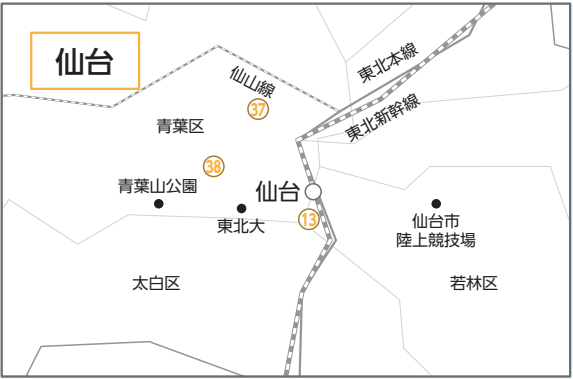 仙台
東北本線
仙山線
37
東北新幹線
青葉区
38
青葉山公園
仙台
東北大
13
仙台市
陸上競技場
太白区
若林区